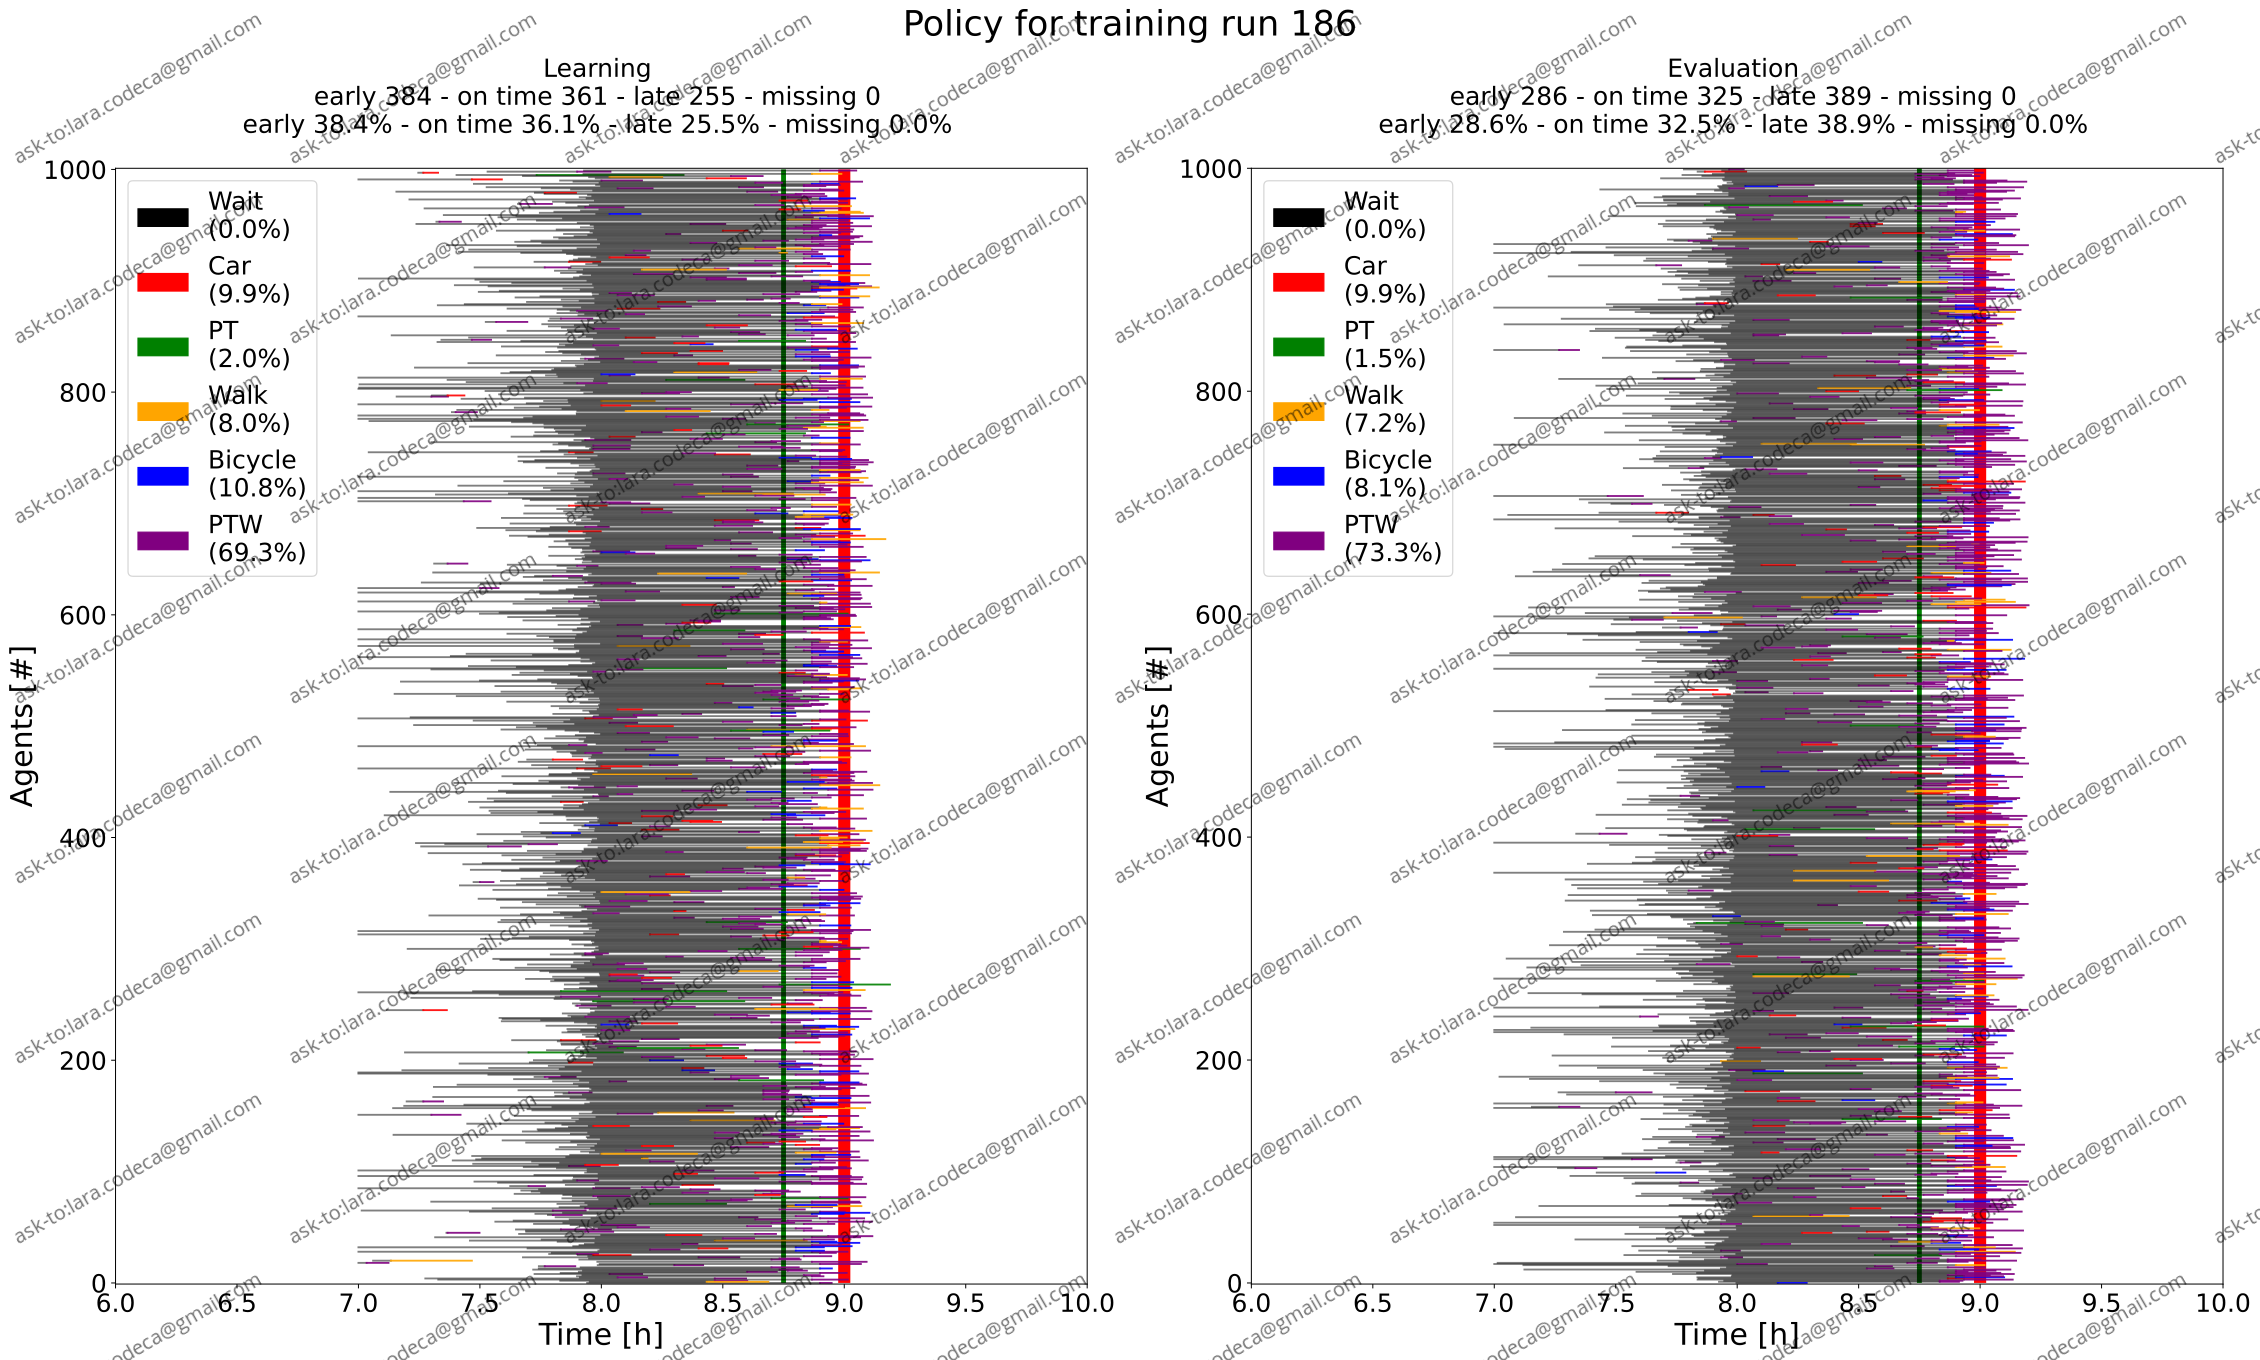 Policy for training run 186
Learning
early 384 - on time 361 - late 255 - missing 0
early 38.4% - on time 36.1% - late 25.5% - missing 0.0%
1000
800
600
400
200
0
Agents [#]
Wait
(0.0%)
Car
(9.9%)
PT
(2.0%)
Walk
(8.0%)
Bicycle
(10.8%)
PTW
(69.3%)
6.0 6.5 7.0 7.5 8.0 8.5 9.0 9.5 10.0
Time [h]
Evaluation
early 286 - on time 325 - late 389 - missing 0
early 28.6% - on time 32.5% - late 38.9% - missing 0.0%
1000
800
600
400
200
0
Agents [#]
Wait
(0.0%)
Car
(9.9%)
PT
(1.5%)
Walk
(7.2%)
Bicycle
(8.1%)
PTW
(73.3%)
6.0 6.5 7.0 7.5 8.0 8.5 9.0 9.5 10.0
Time [h]
ask-to:lara.codeca@gmail.com